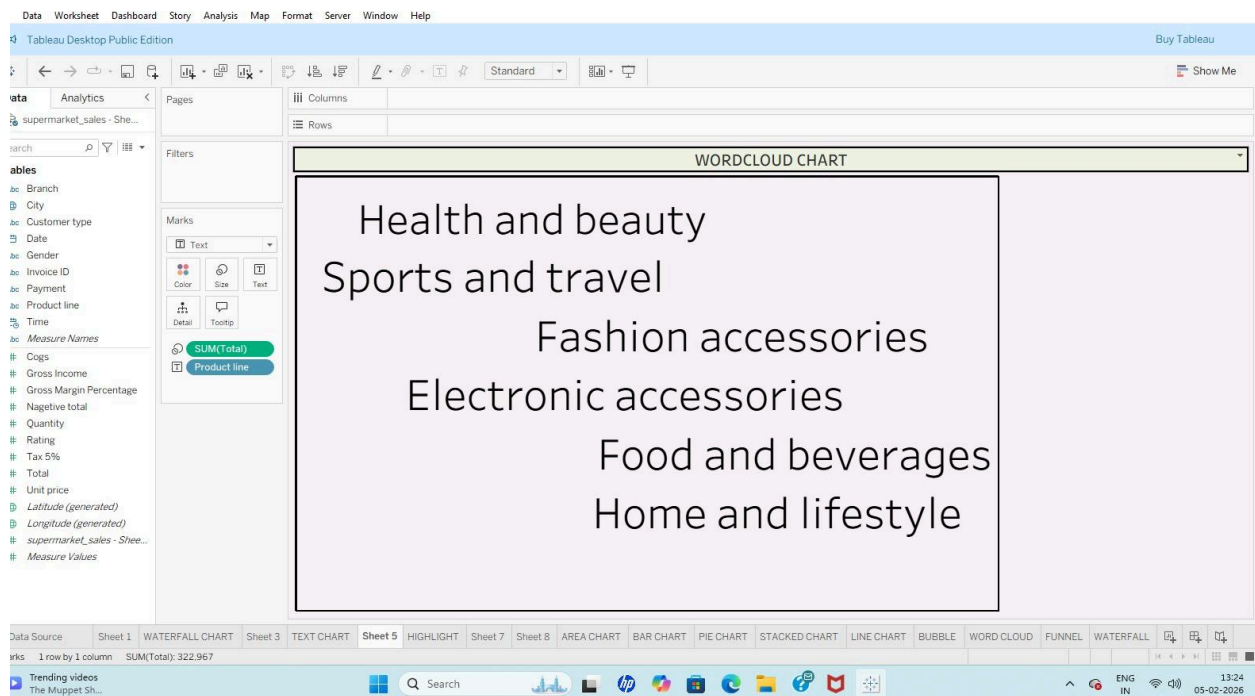 Data Worksheet Dashboard Story Analysis Map Format Server Window Help
Tableau Desktop Public Edition Buy Tableau
Standard Show Me
Analytics Pages Columns
supermarket_sales - She...
Rows
Filters
WORDCLOUD CHART
Branch
City
Customer type
Date
Gender
Invoice ID
Payment
Product line
Time
Measure Names
Cogs
Gross Income
Gross Margin Percentage
Nagetive total
Quantity
Rating
Tax 5%
Total
Unit price
Latitude (generated)
Longitude (generated)
supermarket_sales - Shee...
Measure Values
Marks
Text
Color Size Text
Detail Tooltip
SUM(Total)
Product line
Health and beauty
Sports and travel
Fashion accessories
Electronic accessories
Food and beverages
Home and lifestyle
Data Source Sheet 1 WATERFALL CHART Sheet 3 TEXT CHART Sheet 5 HIGHLIGHT Sheet 7 Sheet 8 AREA CHART BAR CHART PIE CHART STACKED CHART LINE CHART BUBBLE WORD CLOUD FUNNEL WATERFALL
1 row by 1 column SUM(Total): 322,967
Trending videos
The Muppet Sh...
Search
ENG
IN
13:24
05-02-2026